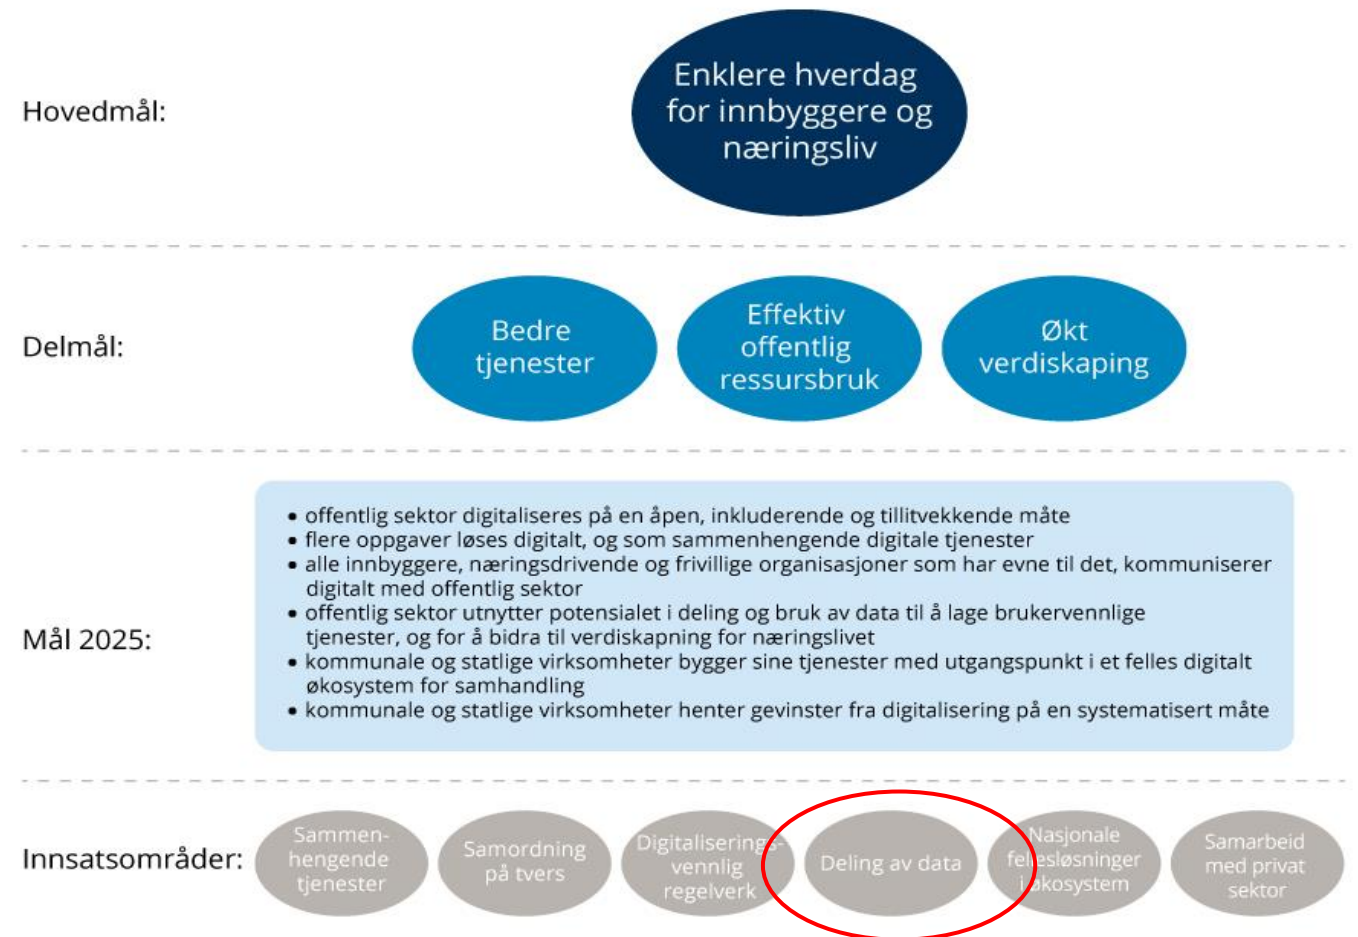 Hovedmål:
Enklere hverdag
for innbyggere og
næringsliv
Delmål:
Bedre
tjenester
Effektiv
offentlig
ressursbruk
Økt
verdiskaping
Mål 2025:
• offentlig sektor digitaliseres på en åpen, inkluderende og tillitvekkende måte
• flere oppgaver løses digitalt, og som sammenhengende digitale tjenester
• alle innbyggere, næringsdrivende og frivillige organisasjoner som har evne til det, kommuniserer
digitalt med offentlig sektor
• offentlig sektor utnytter potensialet i deling og bruk av data til å lage brukervennlige
tjenester, og for å bidra til verdiskapning for næringslivet
• kommunale og statlige virksomheter bygger sine tjenester med utgangspunkt i et felles digitalt
økosystem for samhandling
• kommunale og statlige virksomheter henter gevinster fra digitalisering på en systematisert måte
Innsatsområder:
Sammen-
hengende
tjenester
Samordning
på tvers
Digitaliserings-
vennlig
regelverk
Deling av data
Nasjonale
fellesløsninger
i økosystem
Samarbeid
med privat
sektor